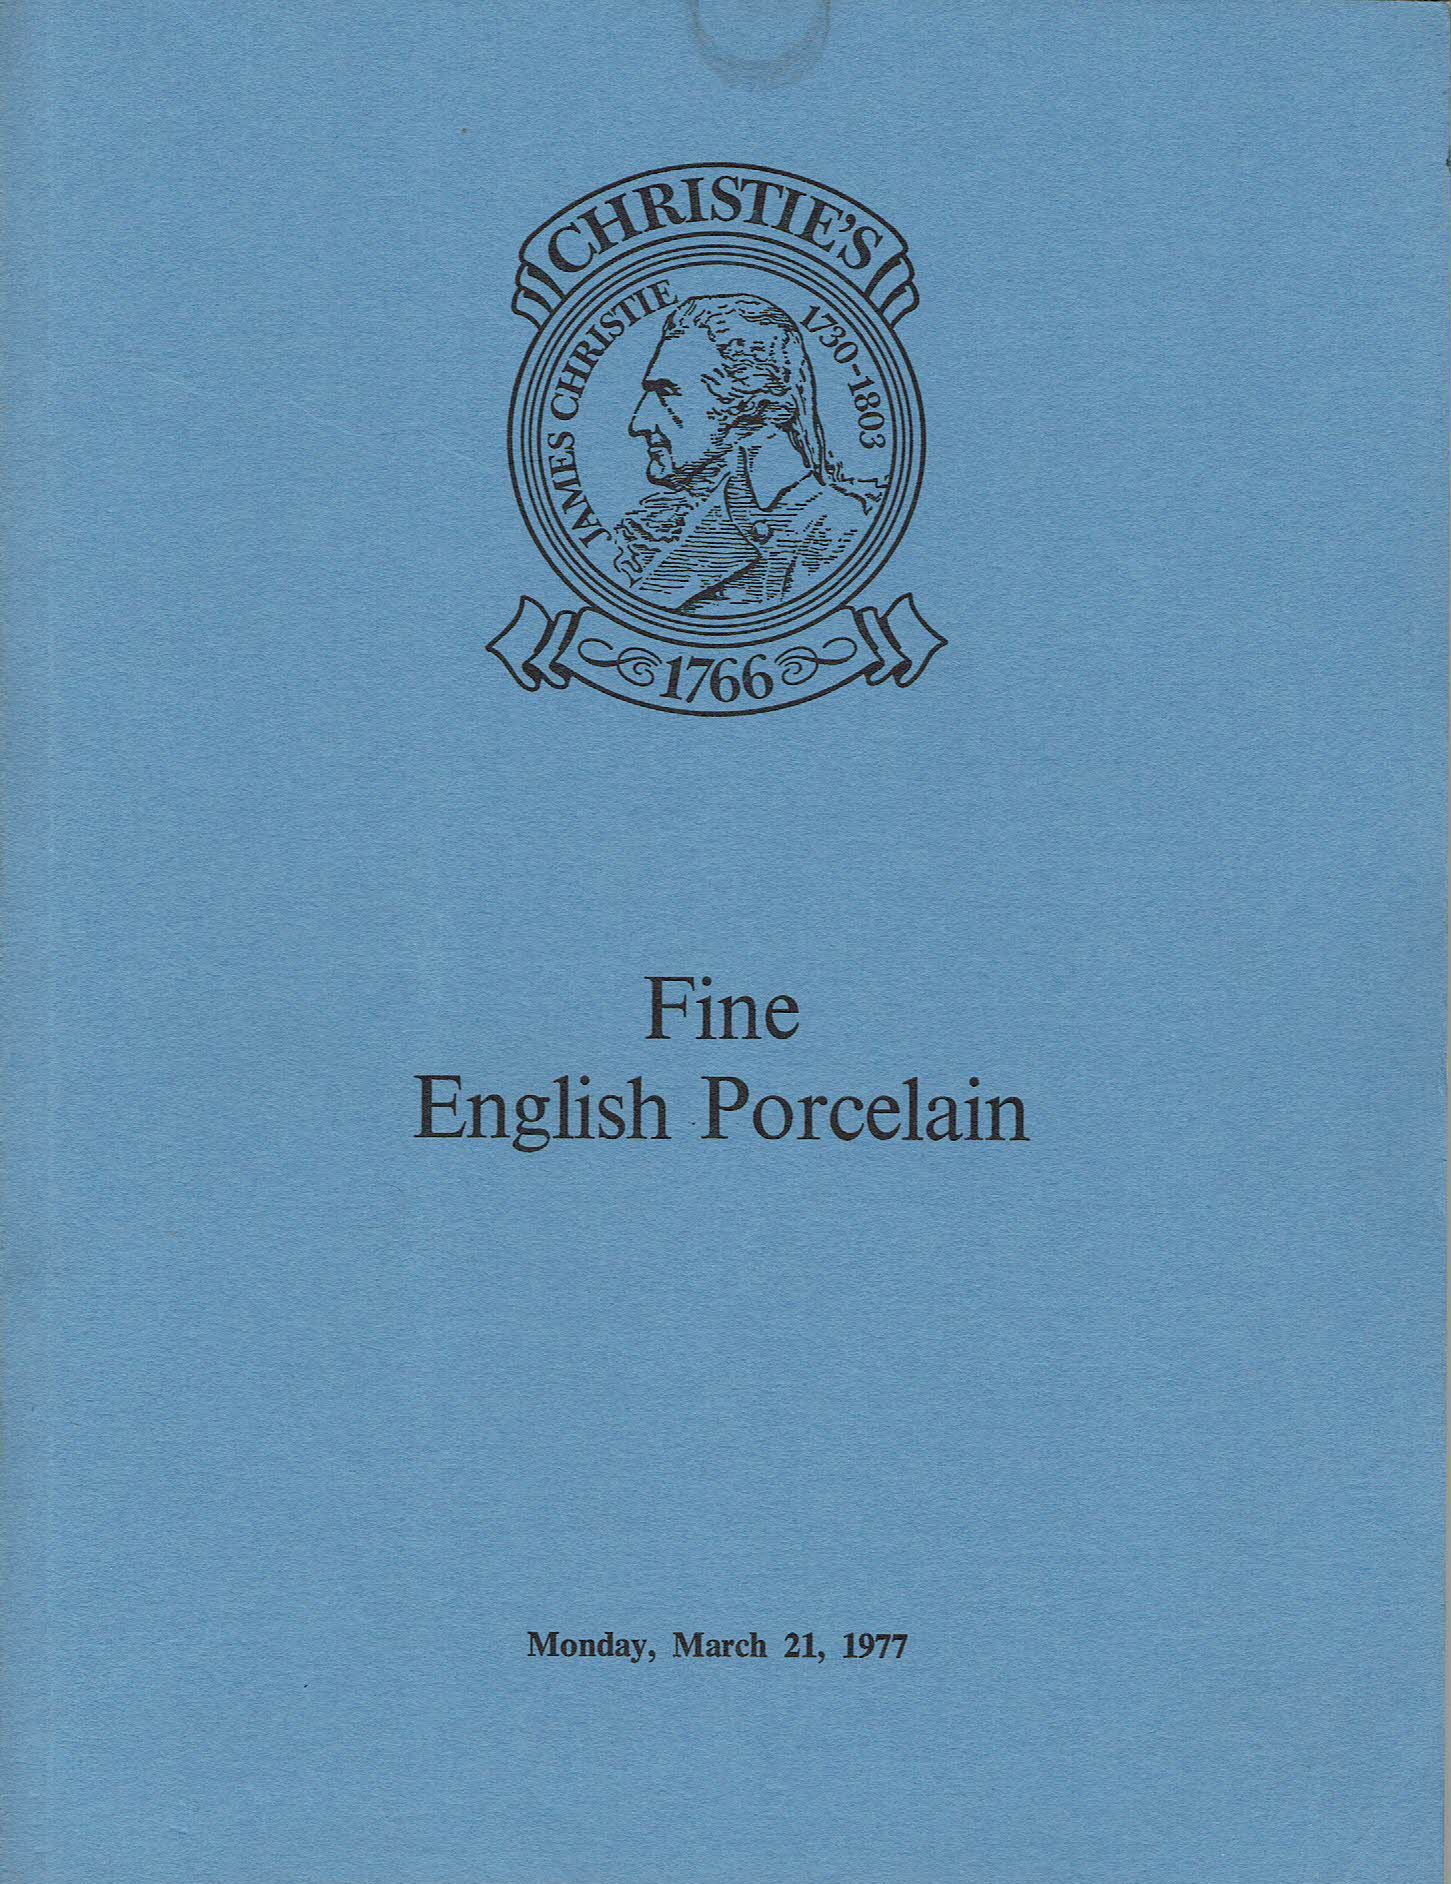 CHRISTIE'S
JAMES CHRISTIE 1730-1803
1766
Fine
English Porcelain
Monday, March 21, 1977